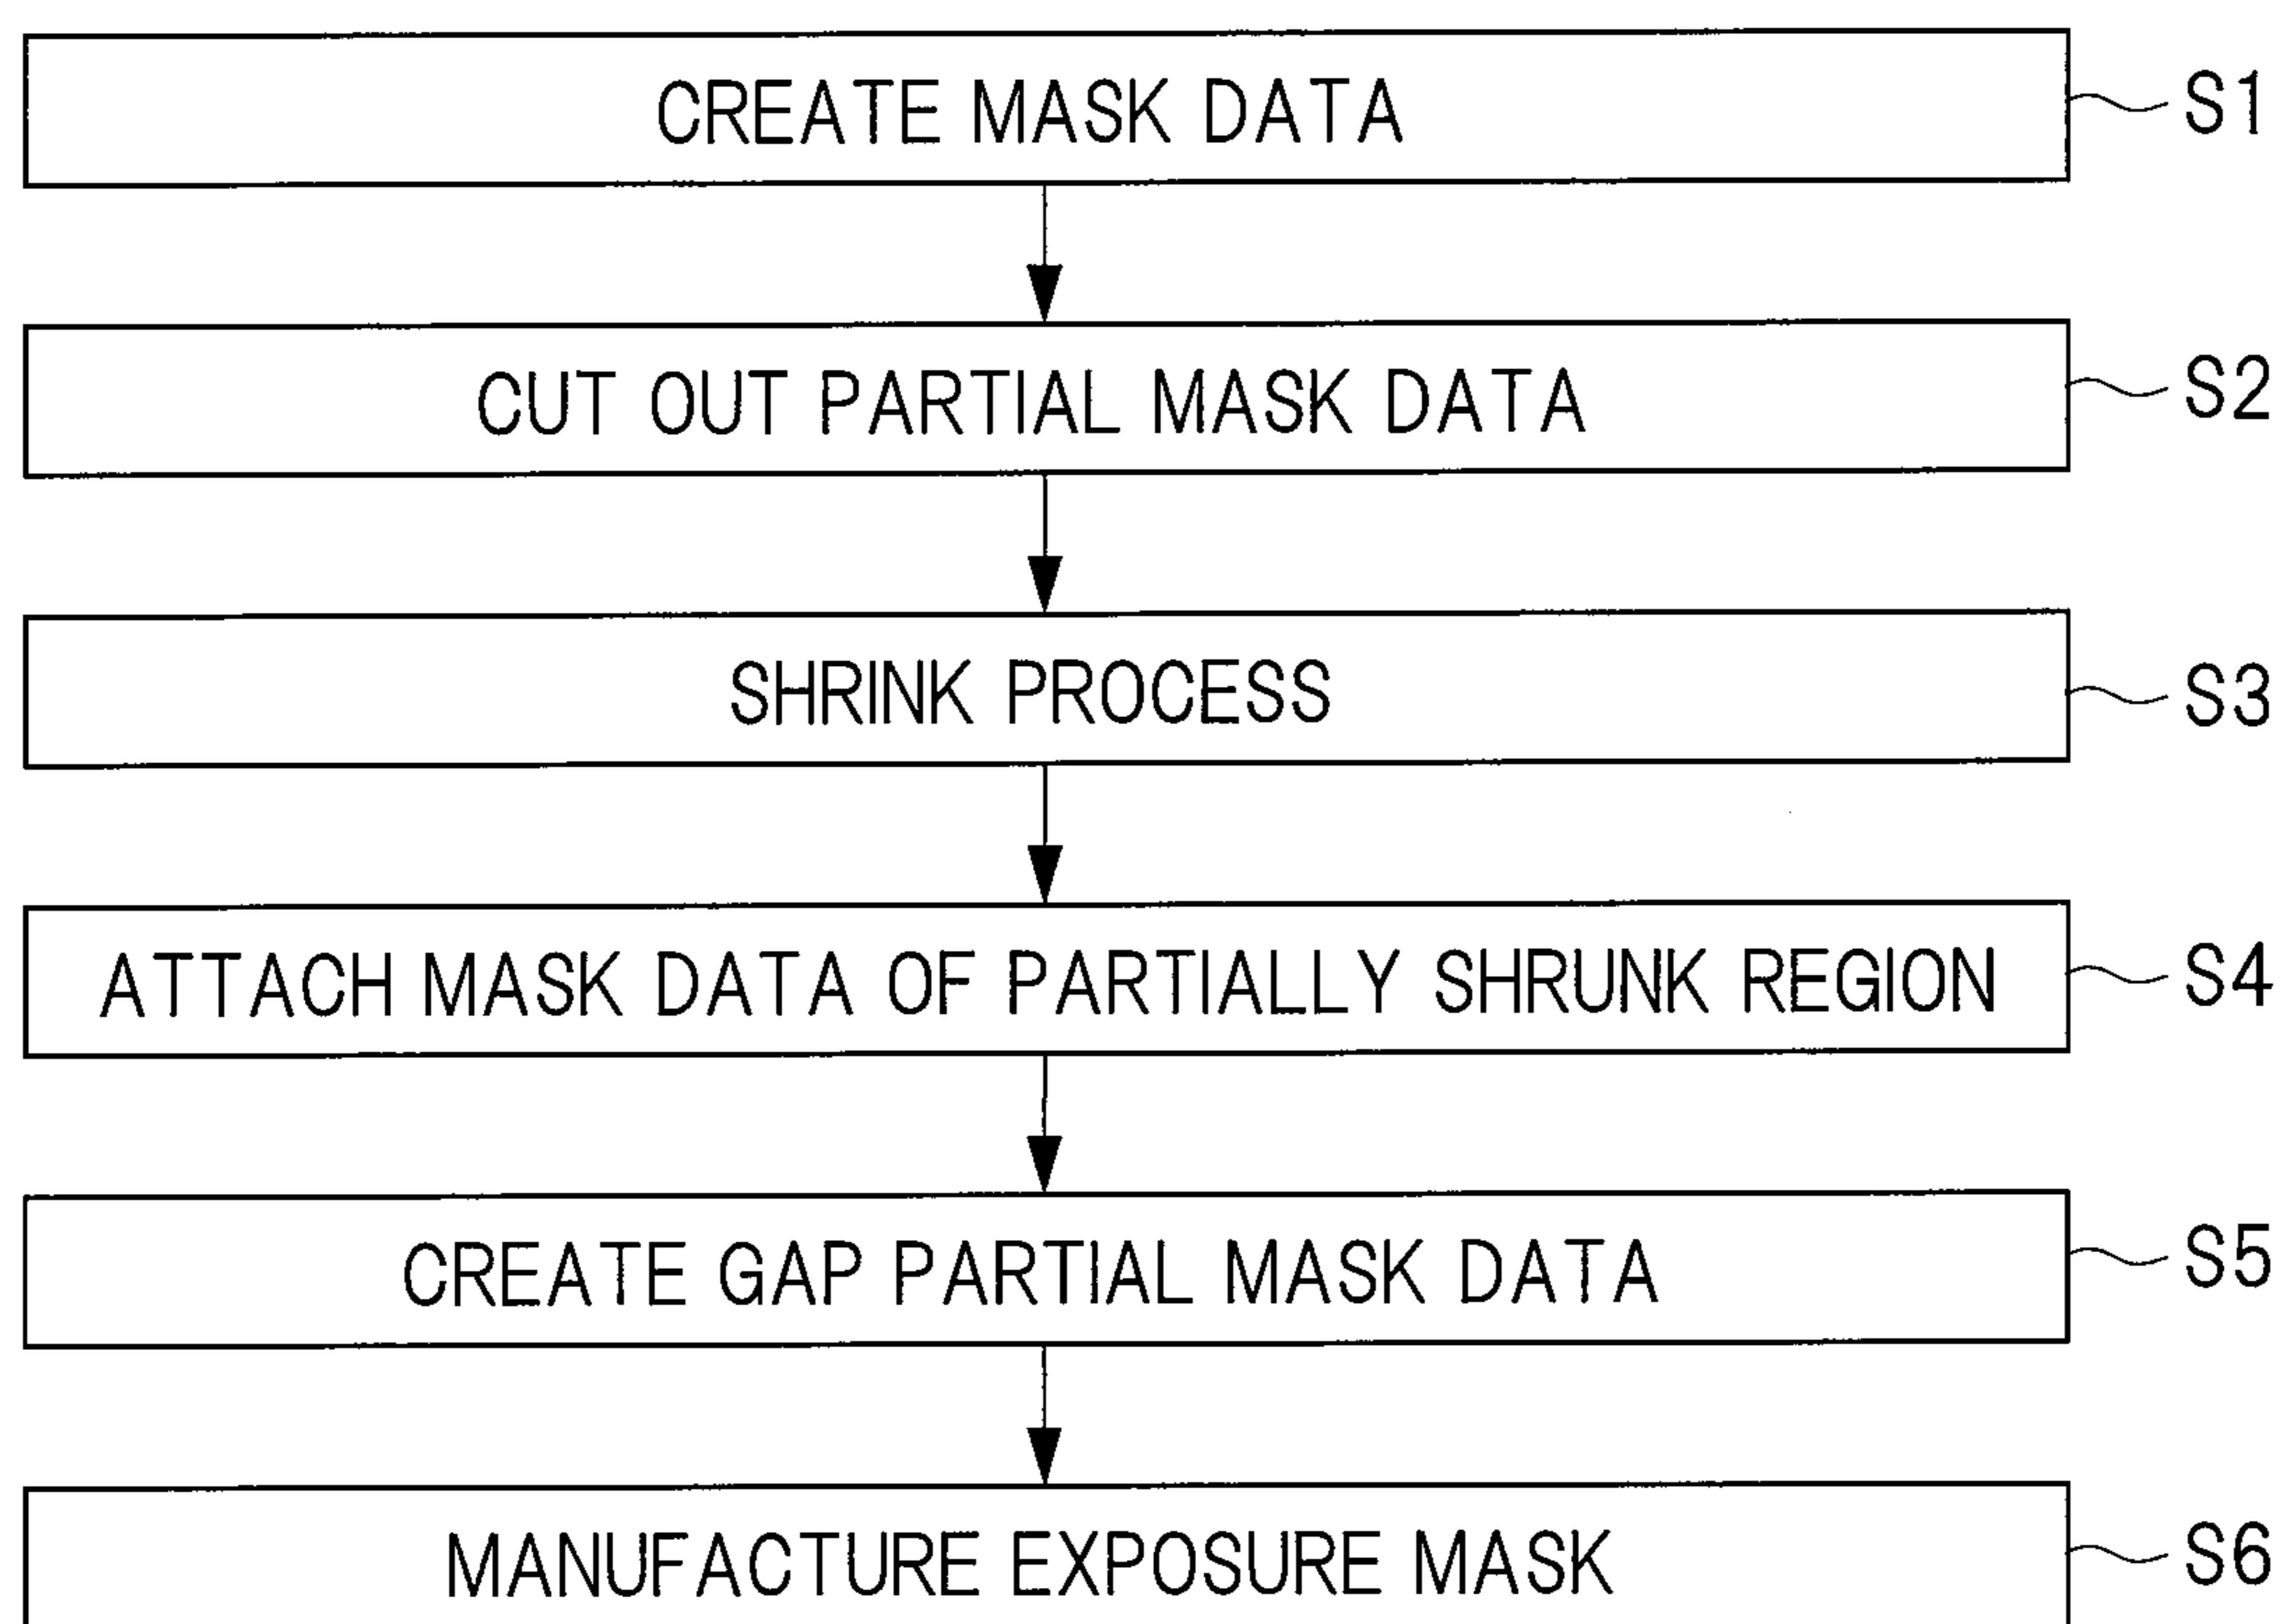 CREATE MASK DATA S1
CUT OUT PARTIAL MASK DATA S2
SHRINK PROCESS S3
ATTACH MASK DATA OF PARTIALLY SHRUNK REGION S4
CREATE GAP PARTIAL MASK DATA S5
MANUFACTURE EXPOSURE MASK S6